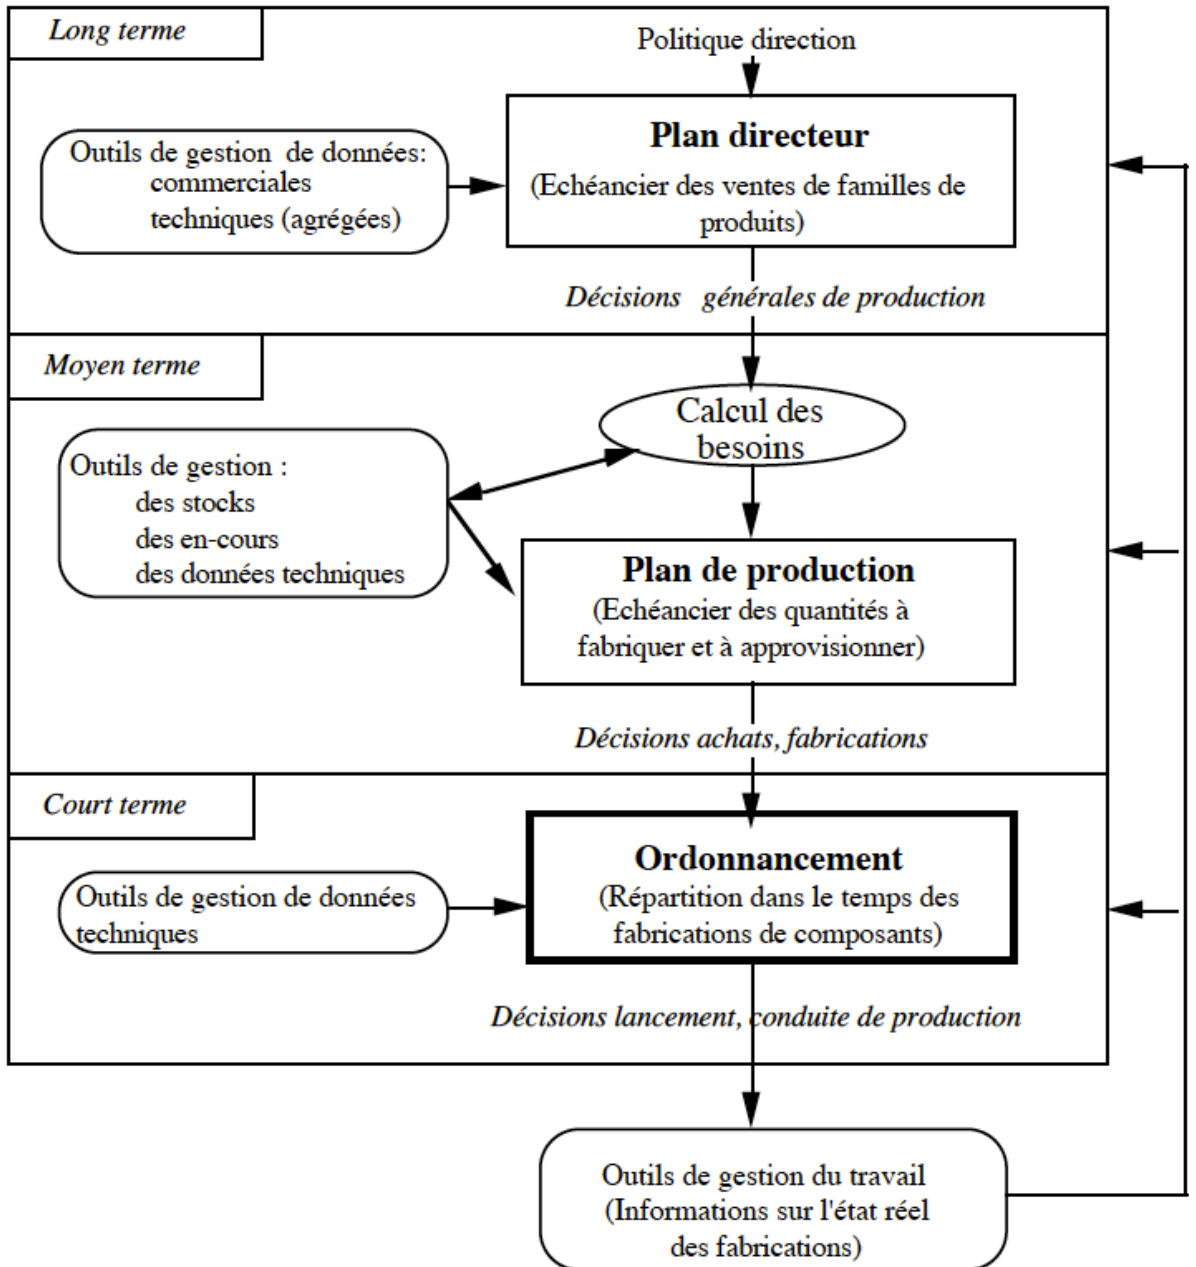 Long terme
Politique direction
Plan directeur
(Echéancier des ventes de familles de
produits)
Outils de gestion de données:
commerciales
techniques (agrégées)
Décisions générales de production
Moyen terme
Calcul des
besoins
Outils de gestion :
des stocks
des en-cours
des données techniques
Plan de production
(Echéancier des quantités à
fabriquer et à approvisionner)
Décisions achats, fabrications
Court terme
Ordonnancement
(Répartition dans le temps des
fabrications de composants)
Outils de gestion de données
techniques
Décisions lancement, conduite de production
Outils de gestion du travail
(Informations sur l'état réel
des fabrications)